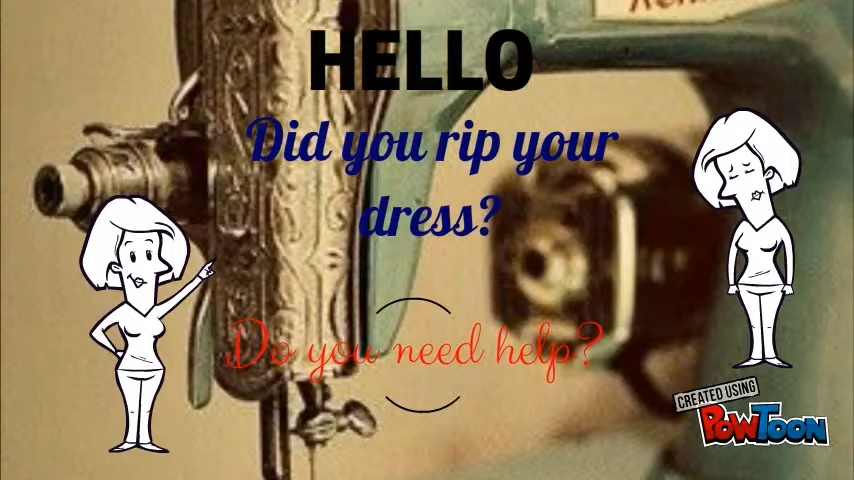 HELLO
Did you rip your
dress?
Do you need help?
CREATED USING
POWTOON